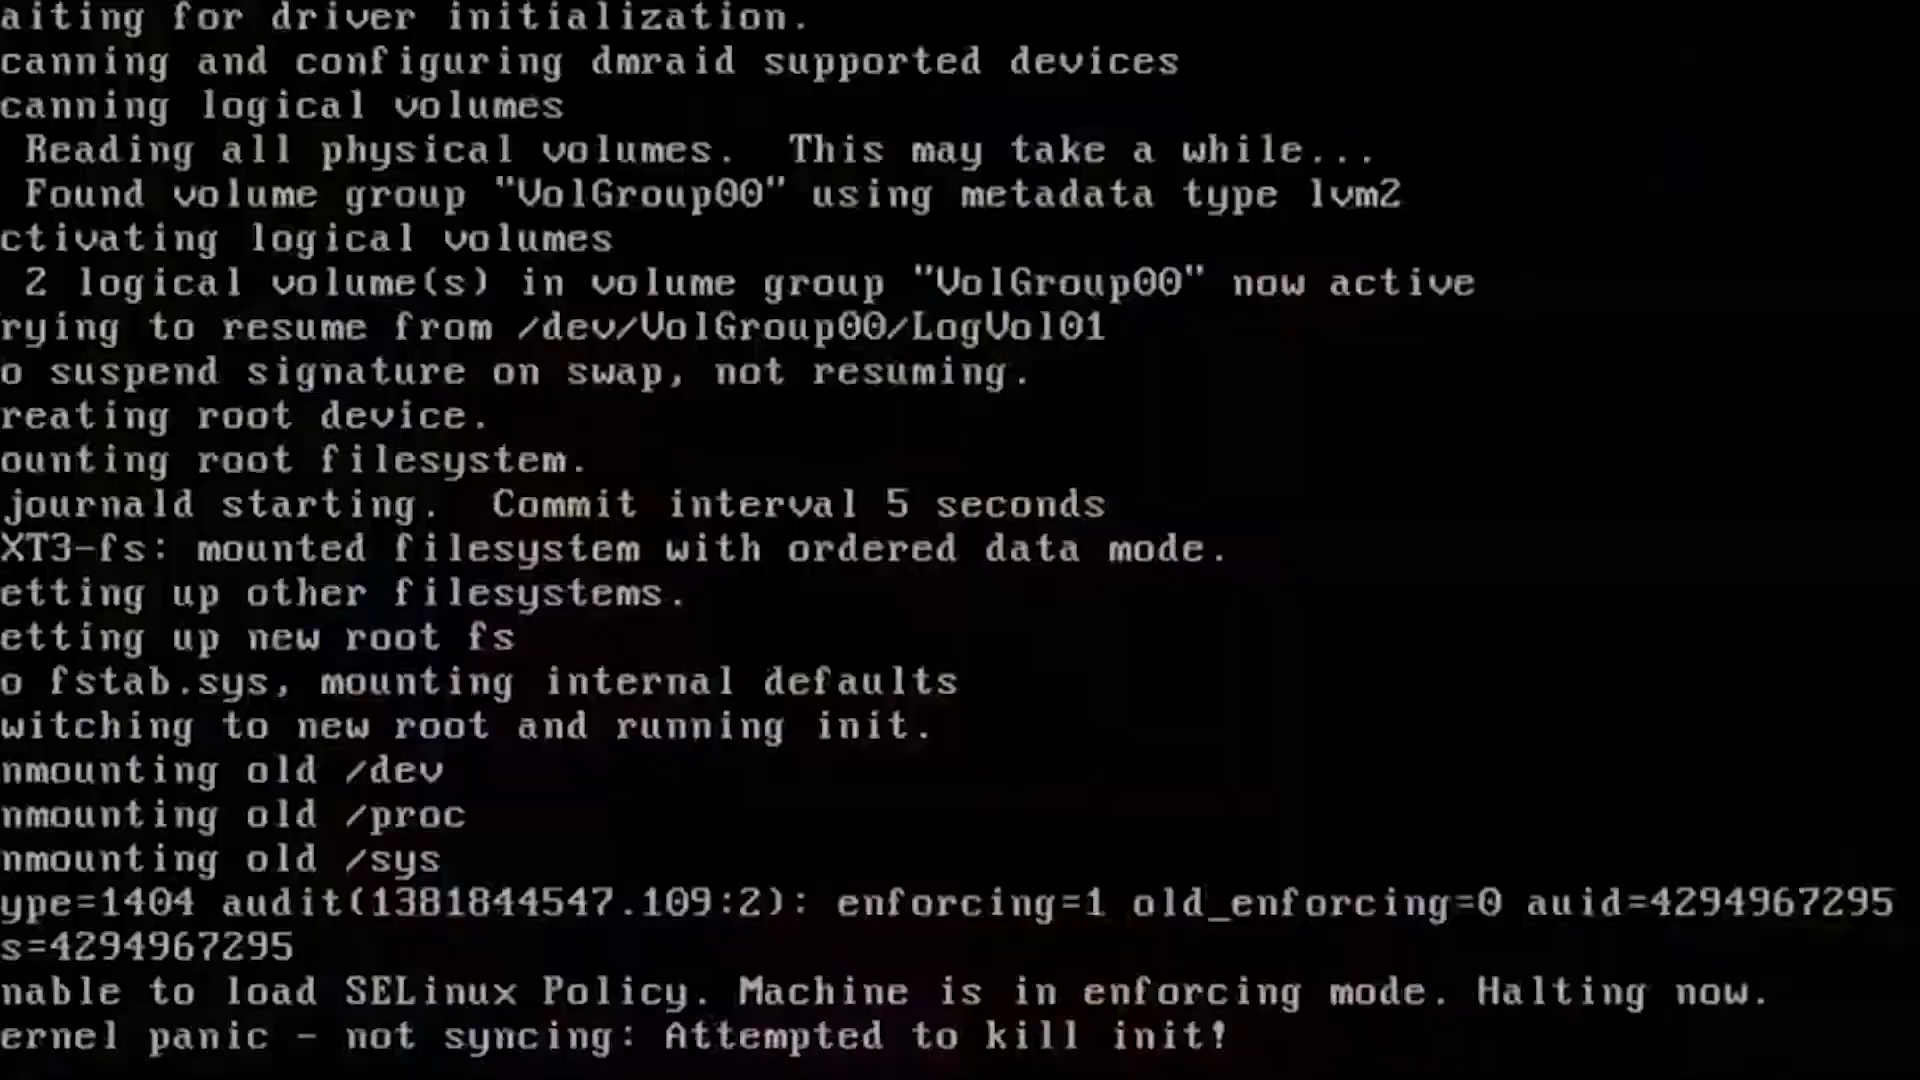 aiting for driver initialization.
canning and configuring dmraid supported devices
canning logical volumes
Reading all physical volumes.  This may take a while...
Found volume group "VolGroup00" using metadata type lvm2
ctivating logical volumes
2 logical volume(s) in volume group "VolGroup00" now active
rying to resume from /dev/VolGroup00/LogVol01
o suspend signature on swap, not resuming.
reating root device.
ounting root filesystem.
journald starting.  Commit interval 5 seconds
XT3-fs: mounted filesystem with ordered data mode.
etting up other filesystems.
etting up new root fs
o fstab.sys, mounting internal defaults
witching to new root and running init.
nmounting old /dev
nmounting old /proc
nmounting old /sys
ype=1404 audit(1381844547.109:2): enforcing=1 old_enforcing=0 auid=4294967295
s=4294967295
nable to load SELinux Policy. Machine is in enforcing mode. Halting now.
ernel panic - not syncing: Attempted to kill init!